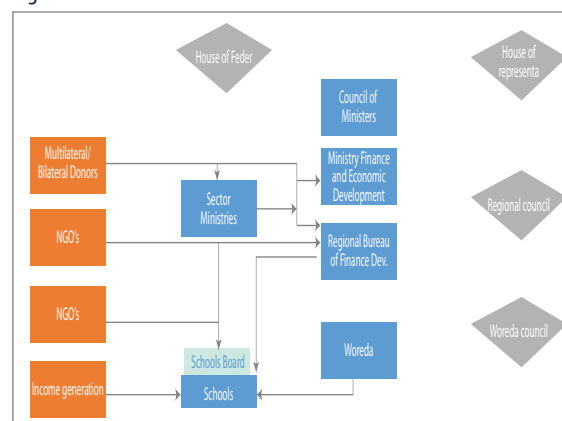 House of Feder
House of
representa
Council of
Ministers
Multilateral/
Bilateral Donors
Ministry Finance
and Economic
Development
Sector
Ministries
Regional council
NGO's
Regional Bureau
of Finance Dev.
NGO's
Woreda council
Woreda
Schools Board
Income generation
Schools